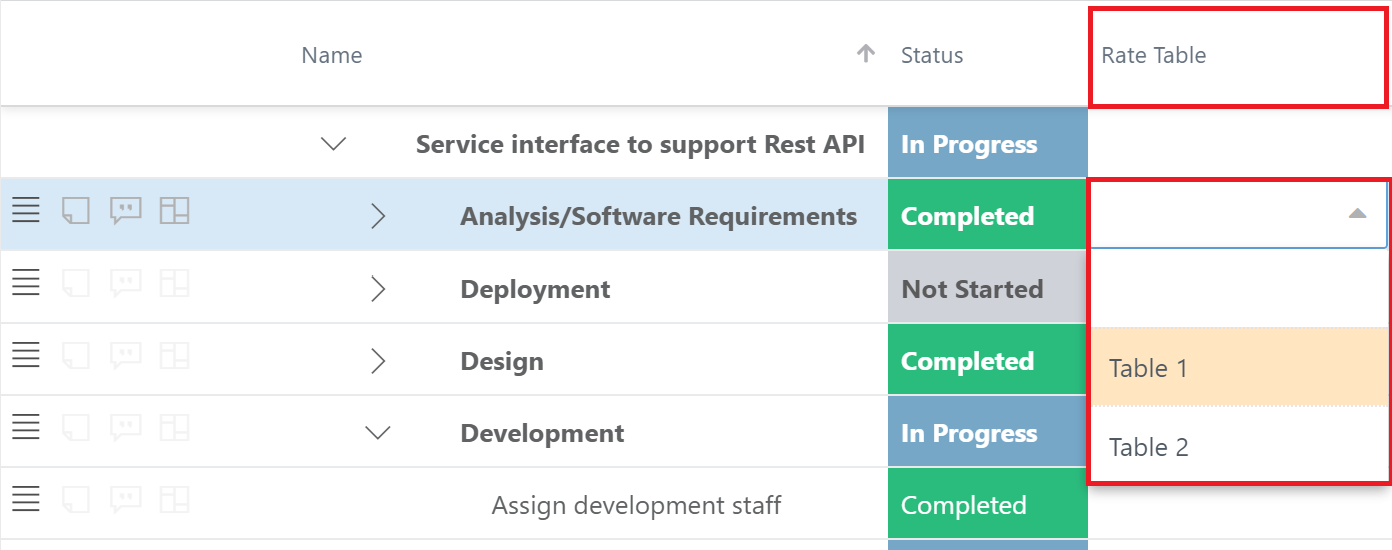 Name Status Rate Table
Service interface to support Rest API In Progress
Analysis/Software Requirements Completed
Deployment Not Started
Design Completed
Table 1
Development In Progress
Table 2
Assign development staff Completed